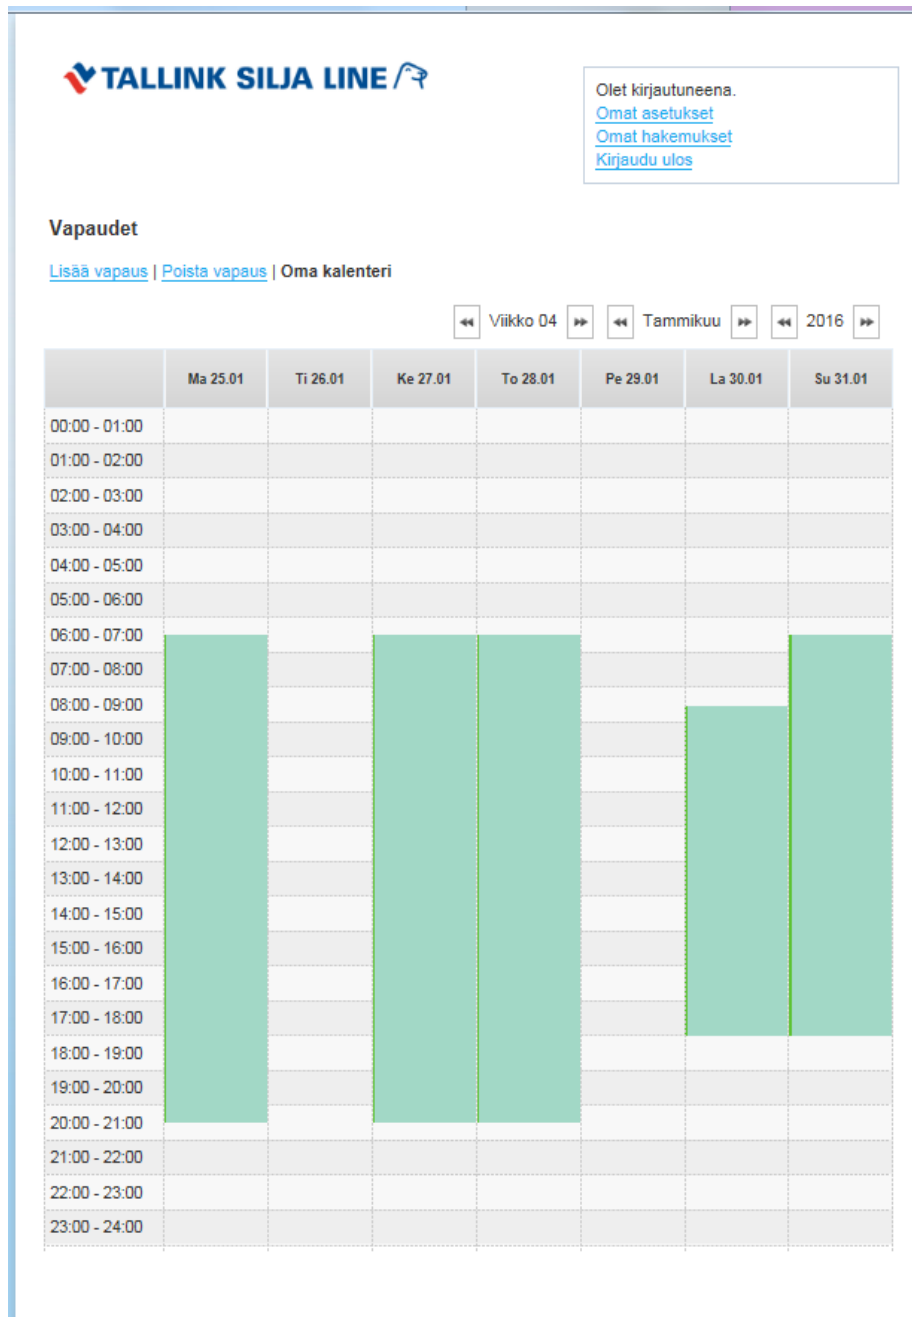 TALLINK SILJA LINE
Olet kirjautuneena.
Omat asetukset
Omat hakemukset
Kirjaudu ulos
Vapaudet
Lisää vapaus | Poista vapaus | Oma kalenteri
Viikko 04 Tammikuu 2016
Ma 25.01 Ti 26.01 Ke 27.01 To 28.01 Pe 29.01 La 30.01 Su 31.01
00:00 - 01:00
01:00 - 02:00
02:00 - 03:00
03:00 - 04:00
04:00 - 05:00
05:00 - 06:00
06:00 - 07:00
07:00 - 08:00
08:00 - 09:00
09:00 - 10:00
10:00 - 11:00
11:00 - 12:00
12:00 - 13:00
13:00 - 14:00
14:00 - 15:00
15:00 - 16:00
16:00 - 17:00
17:00 - 18:00
18:00 - 19:00
19:00 - 20:00
20:00 - 21:00
21:00 - 22:00
22:00 - 23:00
23:00 - 24:00